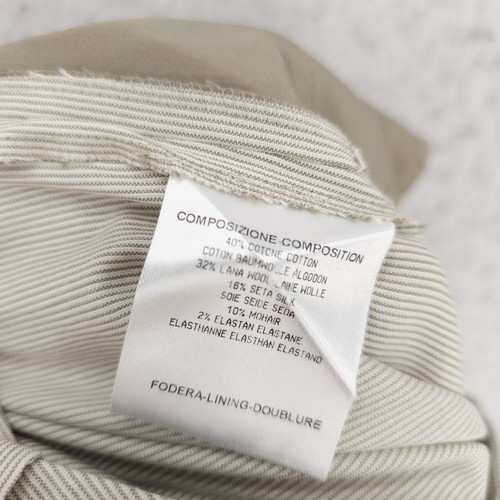 COMPOSIZIONE-COMPOSITION
40% COTONE COTTON
COTON BAUMWOLLE ALGODON
32% LANA WOOL LAINE WOLLE
16% SETA SILK
SOIE SEIDE SEDA
10% MOHAIR
2% ELASTAN ELASTANE
ELASTHANNE ELASTHAN ELASTANO
FODERA-LINING-DOUBLURE